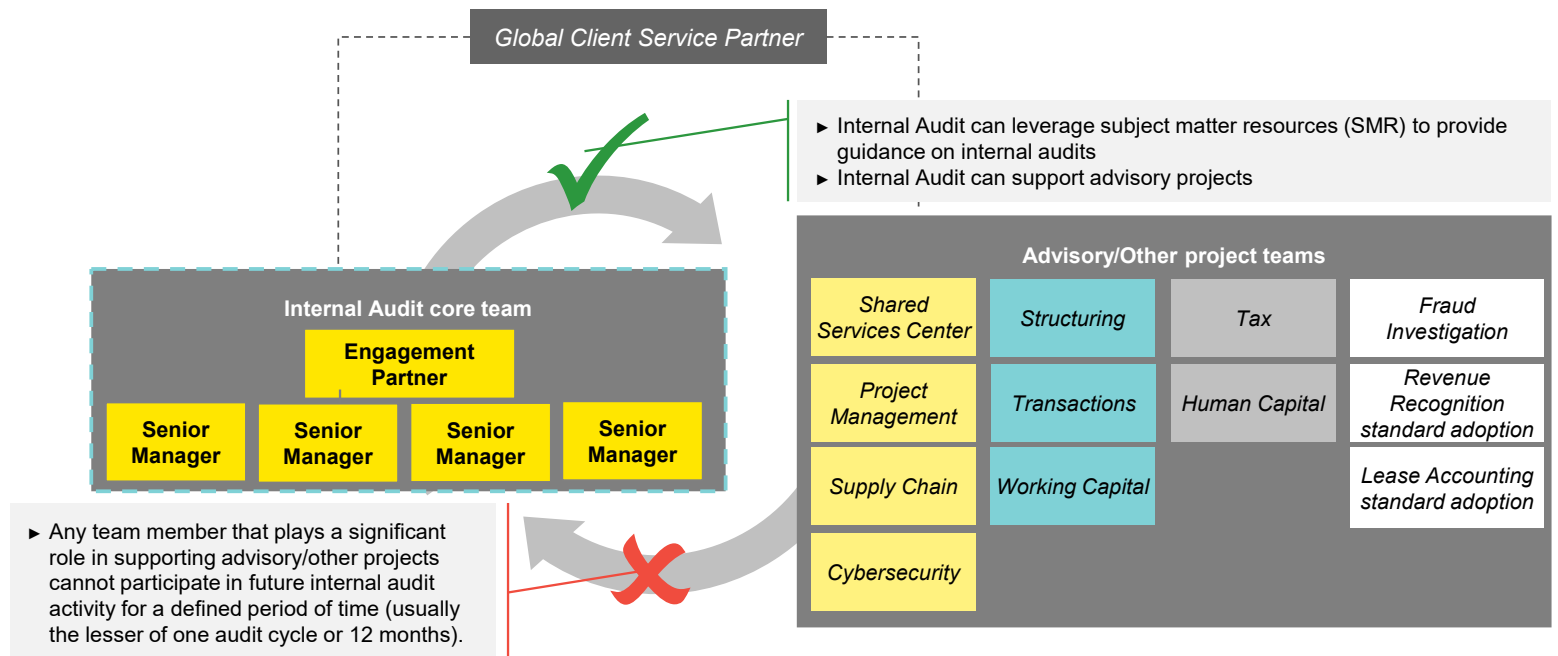 Global Client Service Partner
► Internal Audit can leverage subject matter resources (SMR) to provide
guidance on internal audits
► Internal Audit can support advisory projects
Internal Audit core team
Engagement
Partner
Senior
Manager
Senior
Manager
Senior
Manager
Senior
Manager
Advisory/Other project teams
Shared
Services Center
Structuring
Tax
Fraud
Investigation
Project
Management
Transactions
Human Capital
Revenue
Recognition
standard adoption
Supply Chain
Working Capital
Lease Accounting
standard adoption
Cybersecurity
► Any team member that plays a significant
role in supporting advisory/other projects
cannot participate in future internal audit
activity for a defined period of time (usually
the lesser of one audit cycle or 12 months).